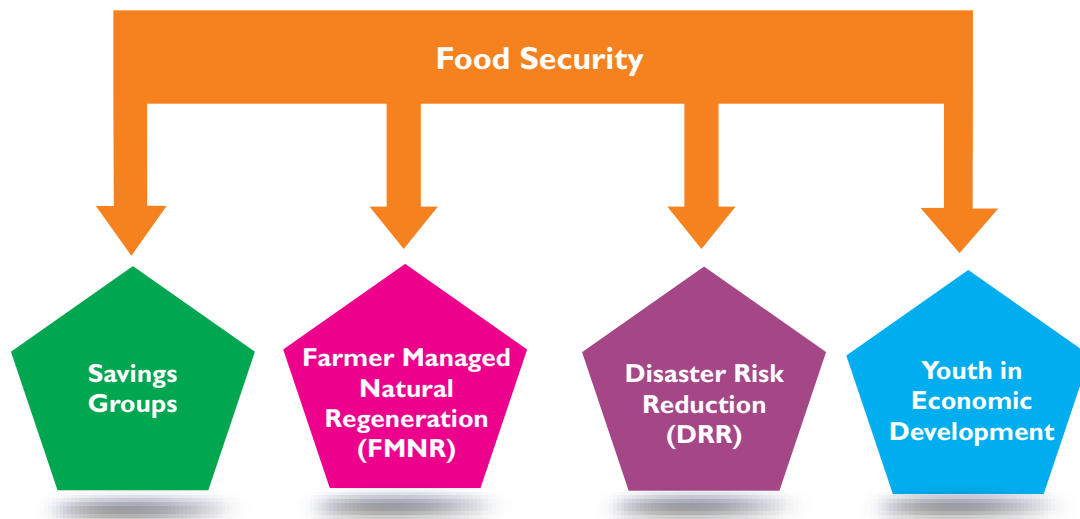 Food Security
Savings
Groups
Farmer Managed
Natural
Regeneration
(FMNR)
Disaster Risk
Reduction
(DRR)
Youth in
Economic
Development